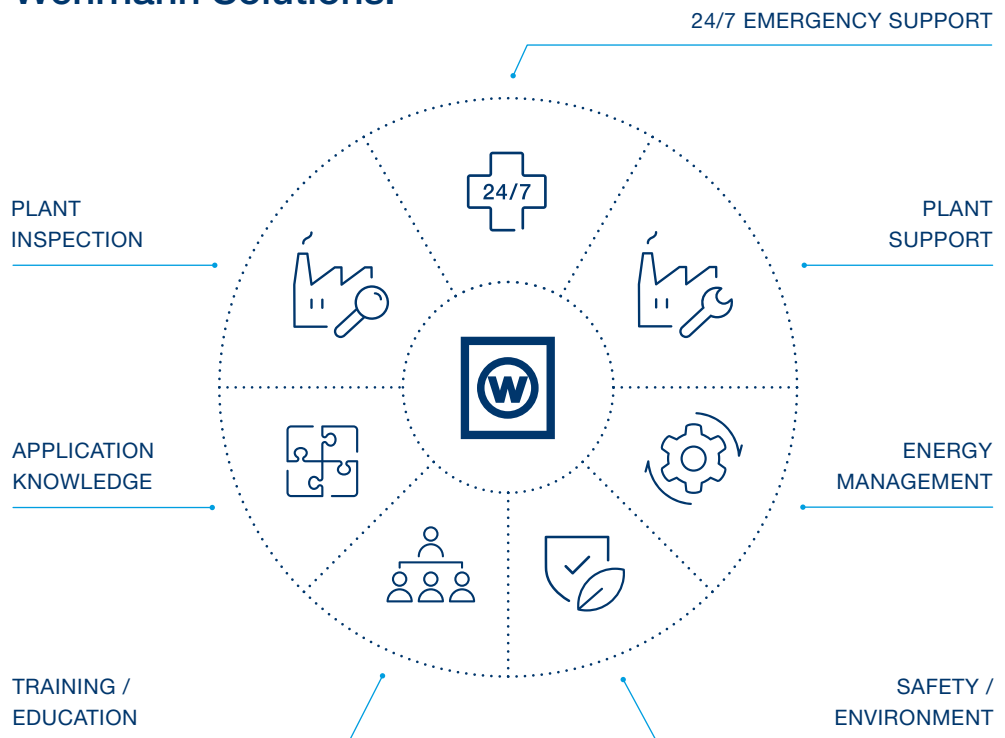 24/7 EMERGENCY SUPPORT
24/7
PLANT
INSPECTION
PLANT
SUPPORT
W
APPLICATION
KNOWLEDGE
ENERGY
MANAGEMENT
TRAINING /
EDUCATION
SAFETY /
ENVIRONMENT